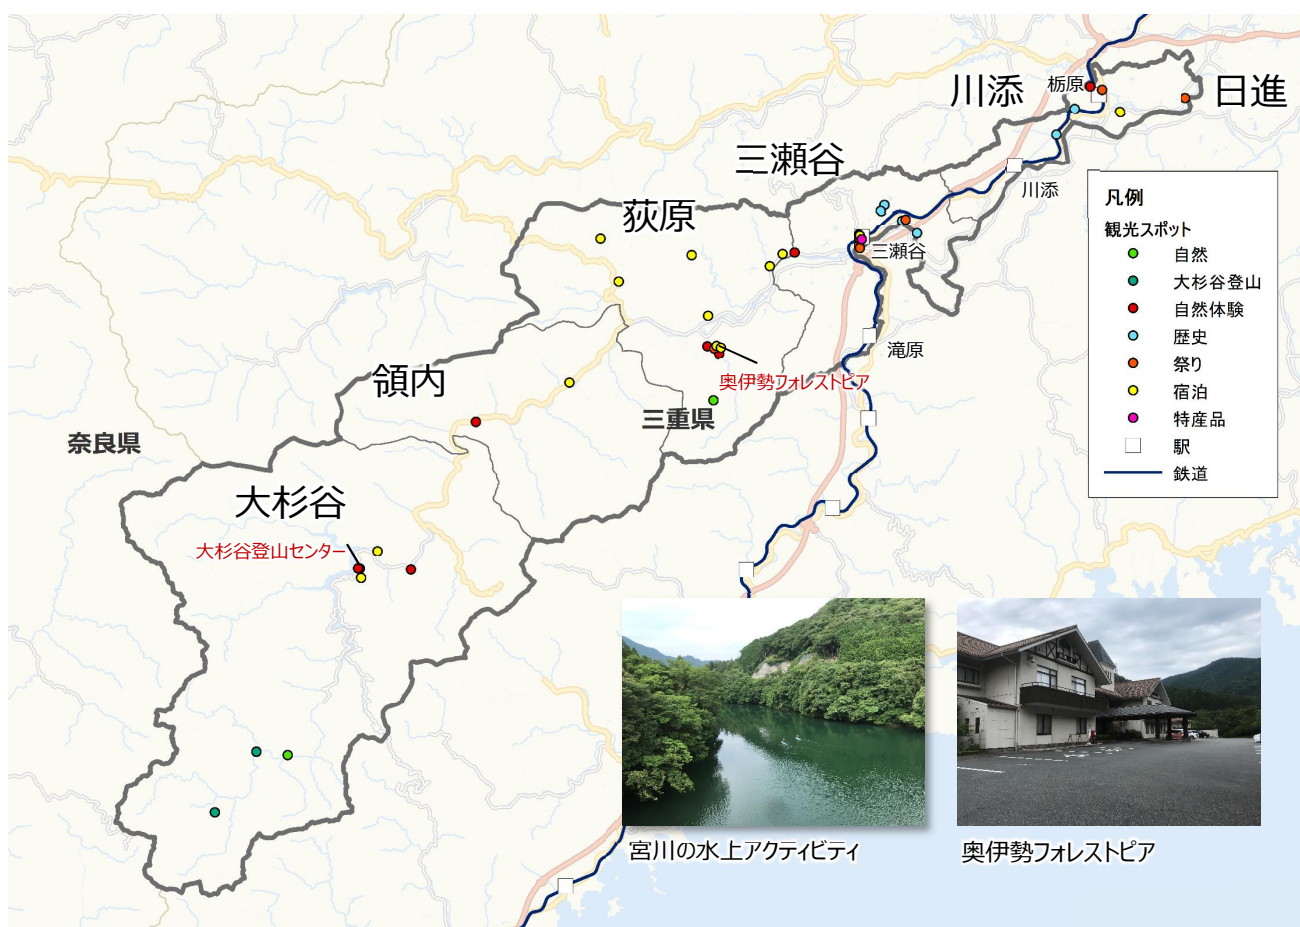 川添
栃原
日進
三瀬谷
川添
荻原
三瀬谷
滝原
奥伊勢フォレストピア
領内
三重県
奈良県
大杉谷
大杉谷登山センター
凡例
観光スポット
自然
大杉谷登山
自然体験
歴史
祭り
宿泊
特産品
駅
鉄道
宮川の水上アクティビティ
奥伊勢フォレストピア